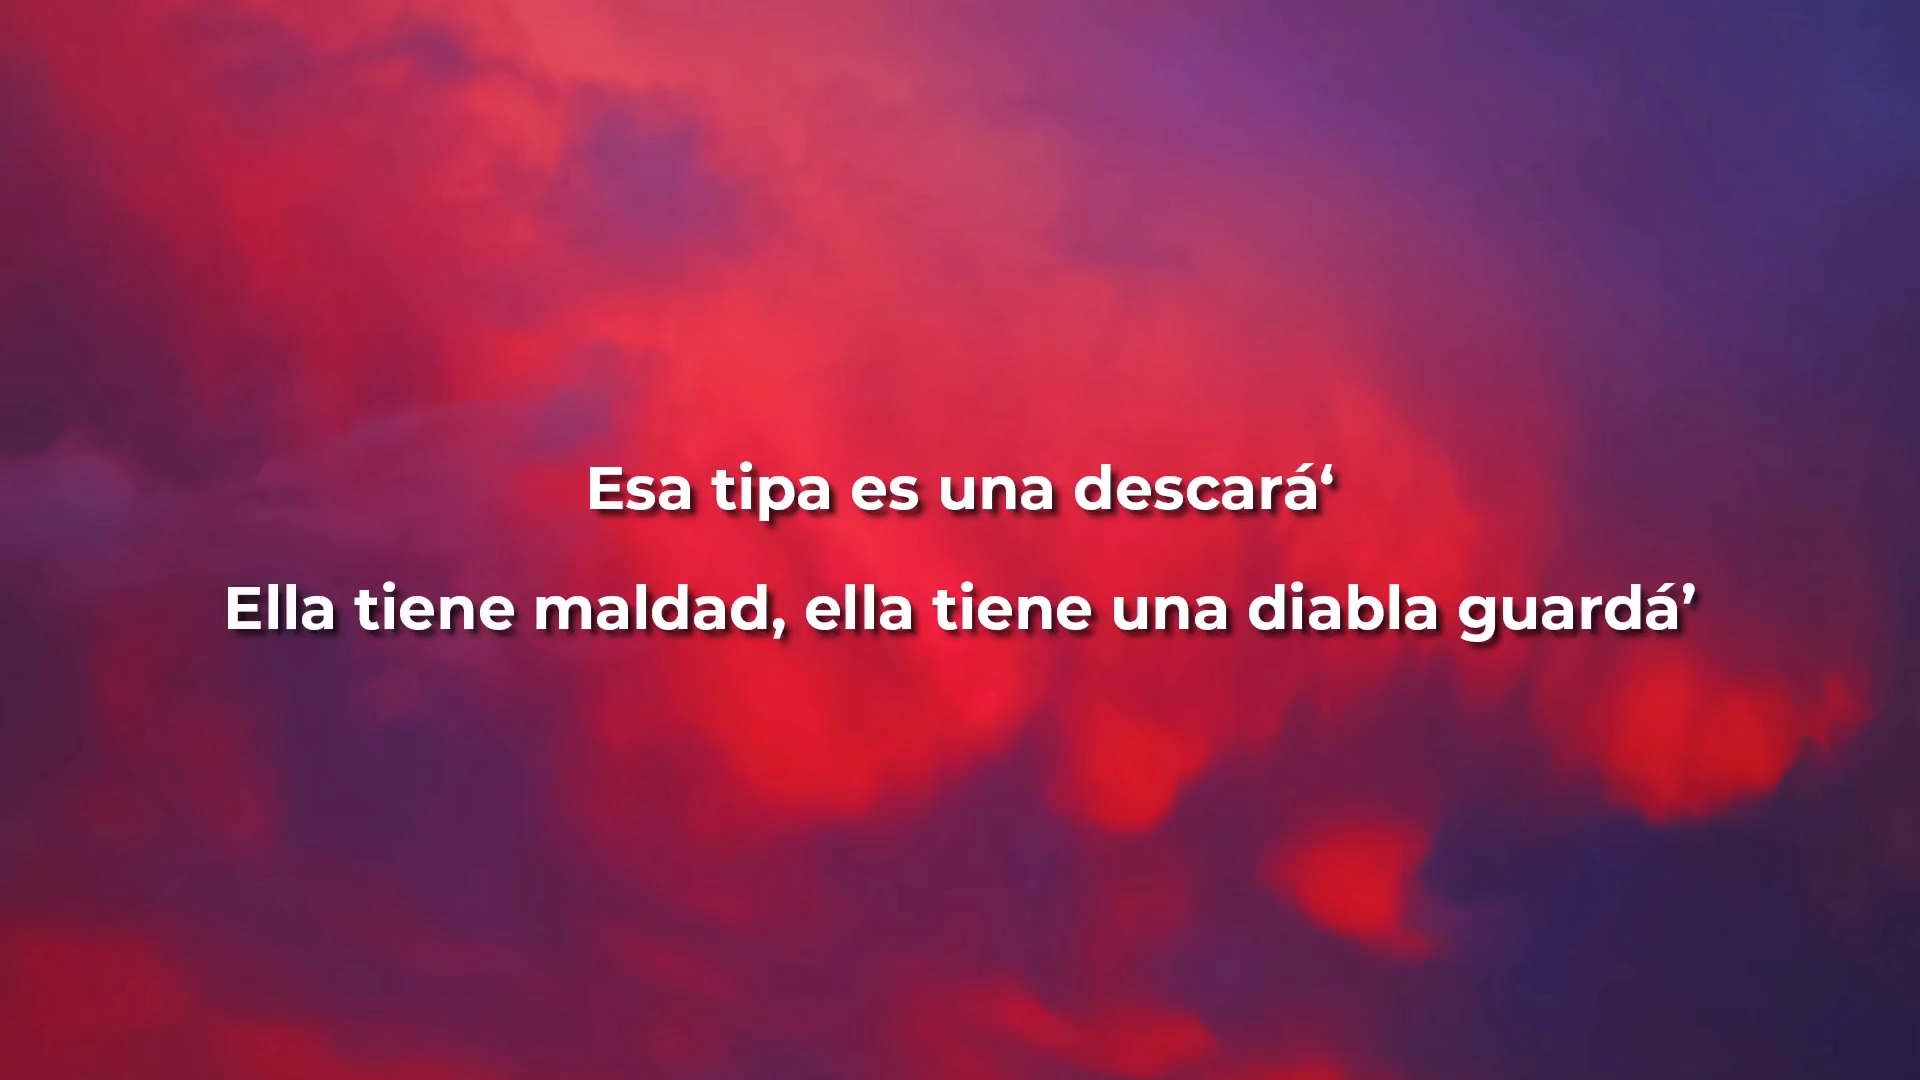 Esa tipa es una descará‘
Ella tiene maldad, ella tiene una diabla guardá’